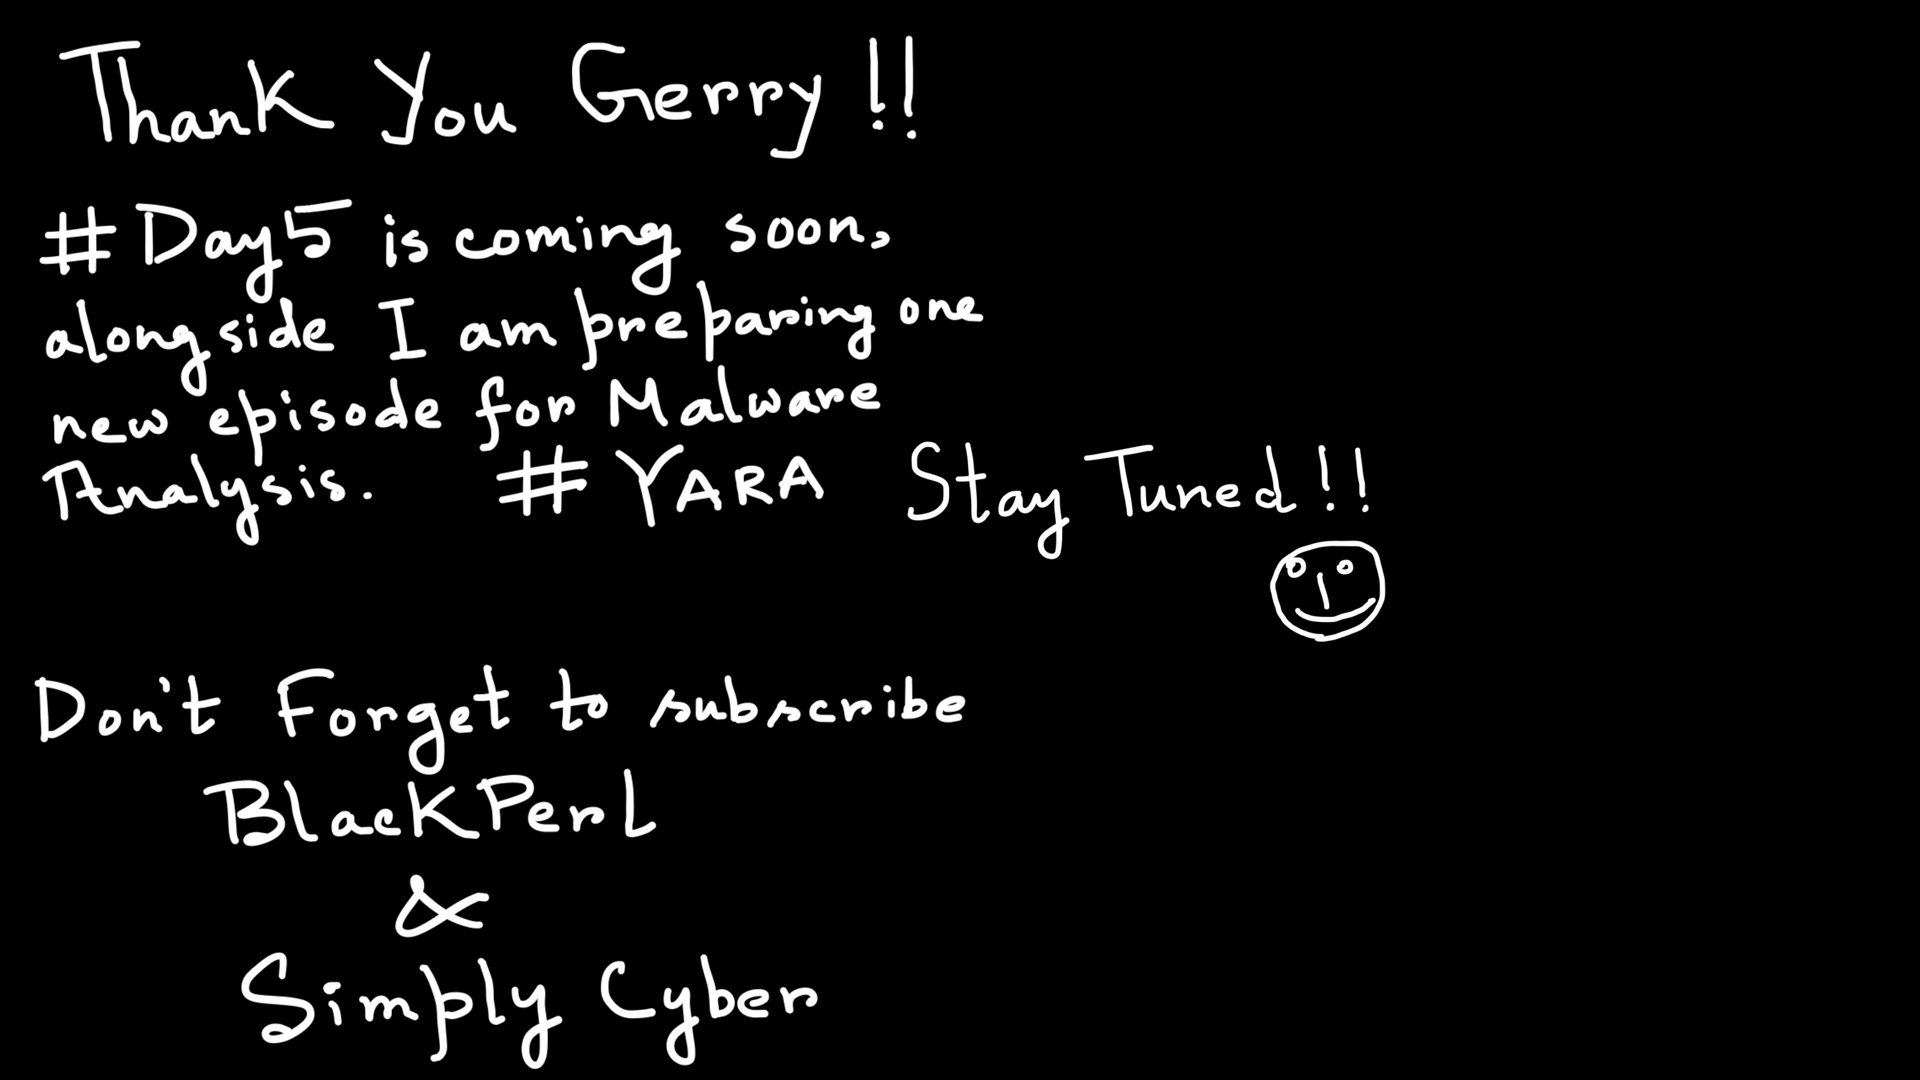 Thank You Gerry!!
#Day5 is coming soon,
alongside I am preparing one
new episode for Malware
Analysis. #YARA Stay Tuned!!
Don't Forget to subscribe
BlackPerl
&
Simply Cyber